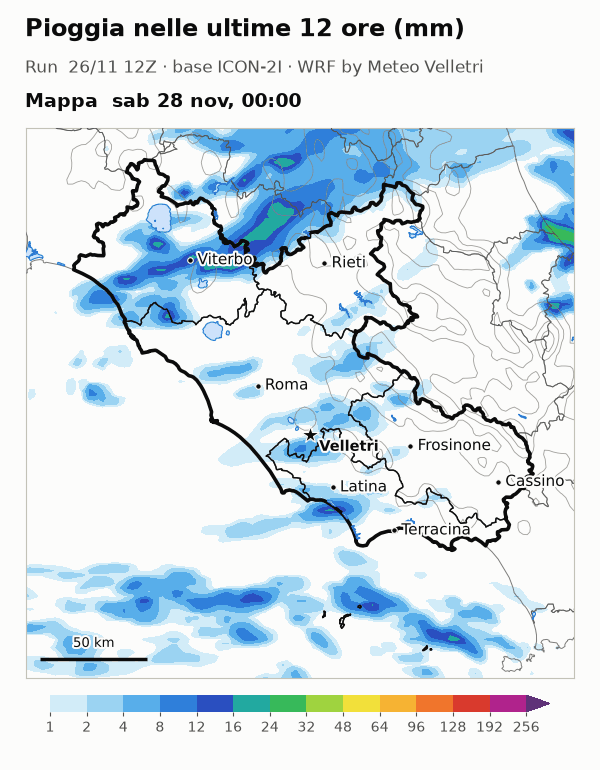 Pioggia nelle ultime 12 ore (mm)
Run  26/11 12Z · base ICON-2I · WRF by Meteo Velletri
Mappa  sab 28 nov, 00:00
Viterbo
Rieti
Roma
Velletri
Frosinone
Cassino
Latina
Terracina
50 km
1 2 4 8 12 16 24 32 48 64 96 128 192 256